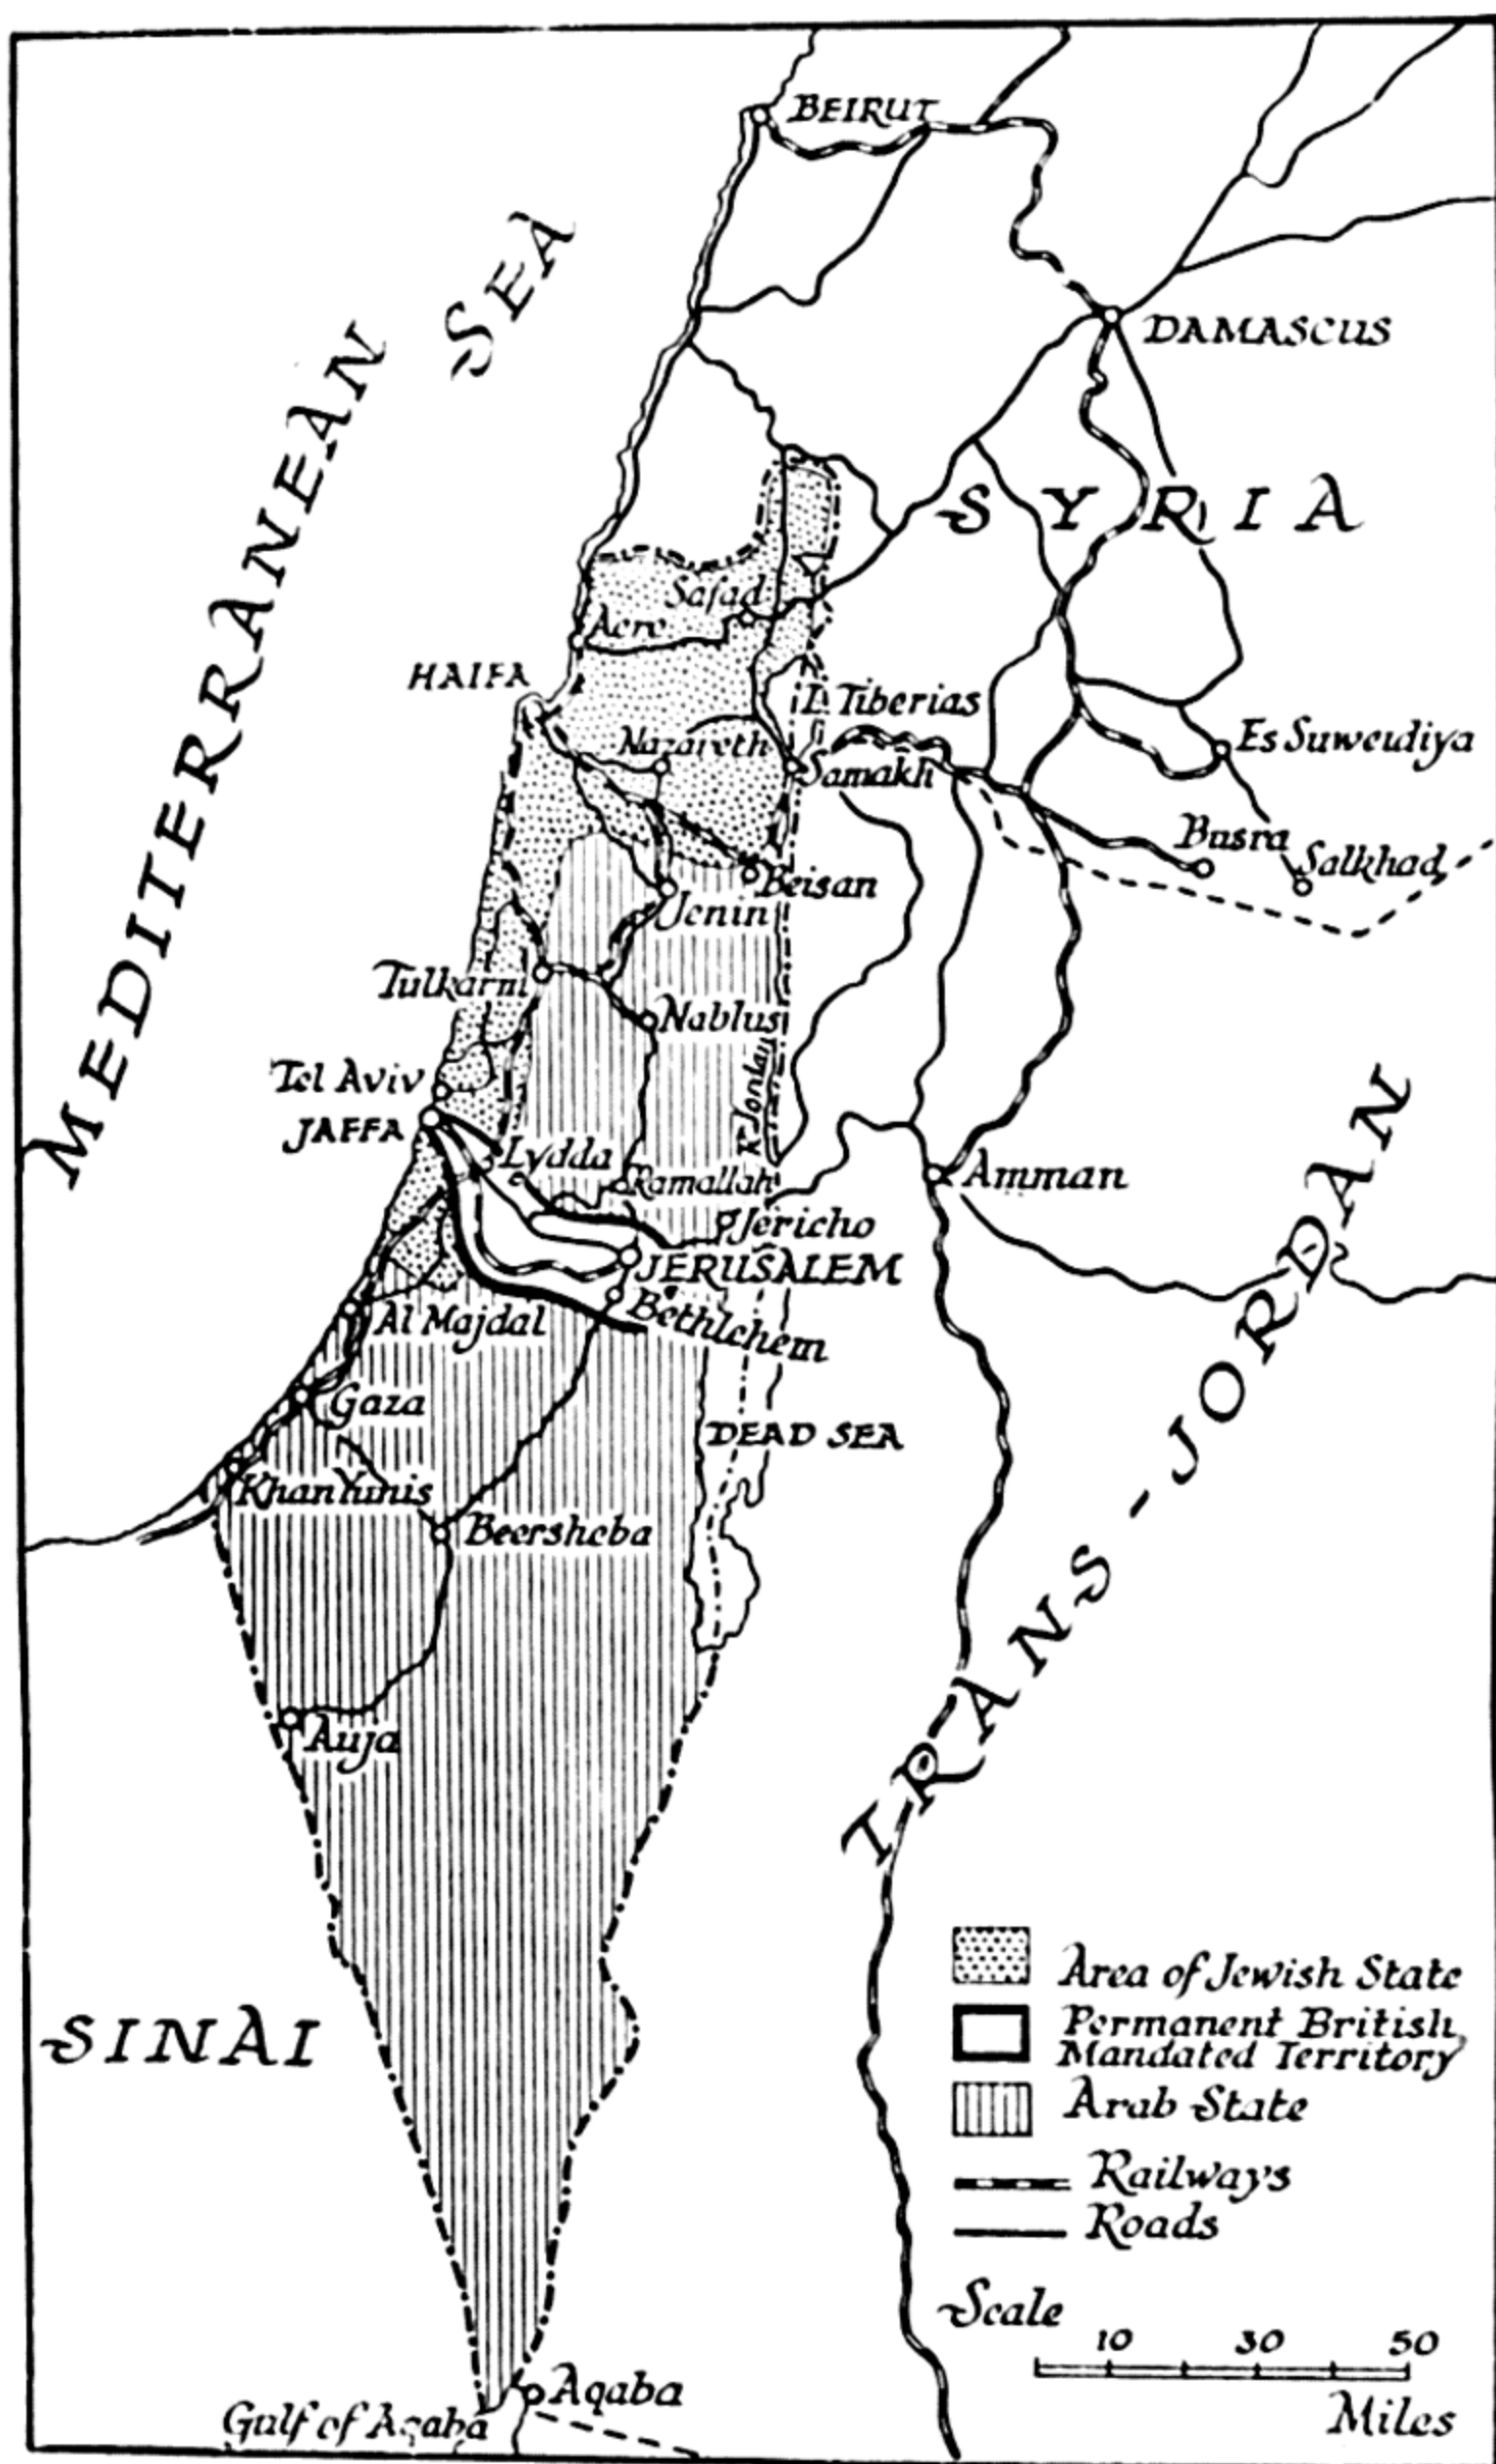 BEIRUT
MEDITERRANEAN SEA
DAMASCUS
SYRIA
Safad
Acre
HAIFA
L. Tiberias
Nazareth
Samakh
Es Suweidiya
Busra
Salkhad
Beisan
Jenin
Tulkarm
Nablus
R. Jordan
Tel Aviv
JAFFA
Lydda
Ramallah
Amman
Jericho
JERUSALEM
Bethlehem
Al Majdal
Gaza
DEAD SEA
Khan Yunis
Beersheba
TRANS-JORDAN
Auja
SINAI
Area of Jewish State
Permanent British
Mandated Territory
Arab State
Railways
Roads
Scale
10 30 50
Miles
Aqaba
Gulf of Aqaba